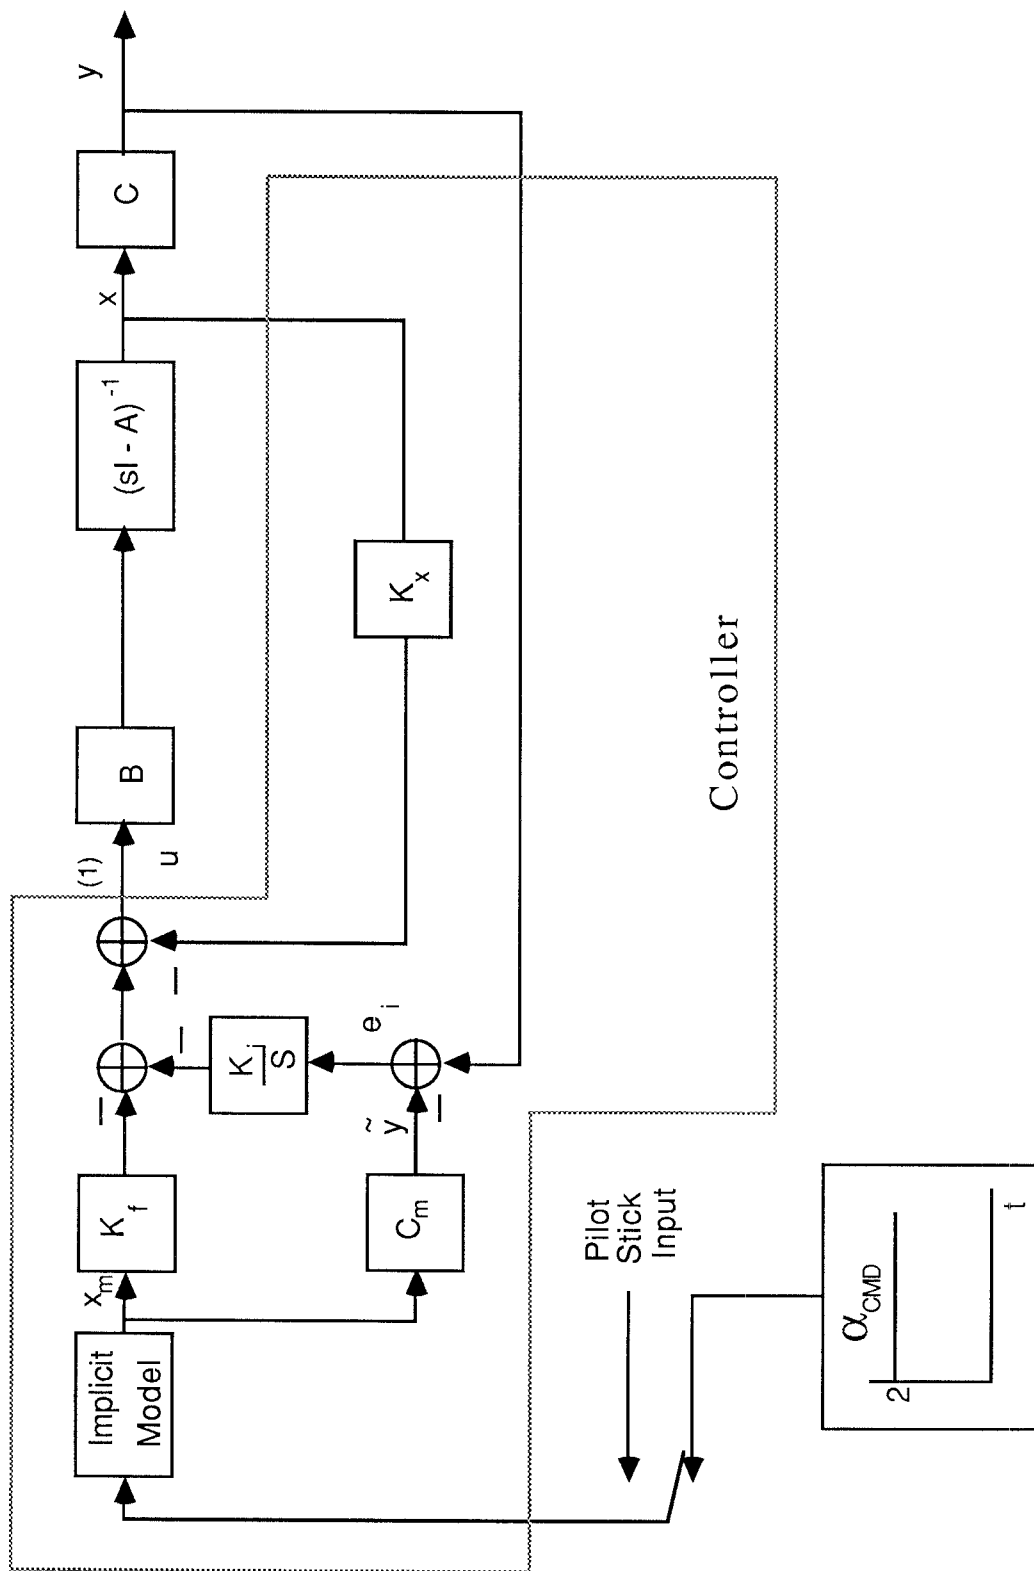 Implicit
Model
x_m
K_f
C_m
ỹ
e_i
K_i
S
−
−
−
−
(1)
u
B
(sI - A)^-1
x
C
y
K_x
Controller
Pilot
Stick
Input
α_CMD
2
t